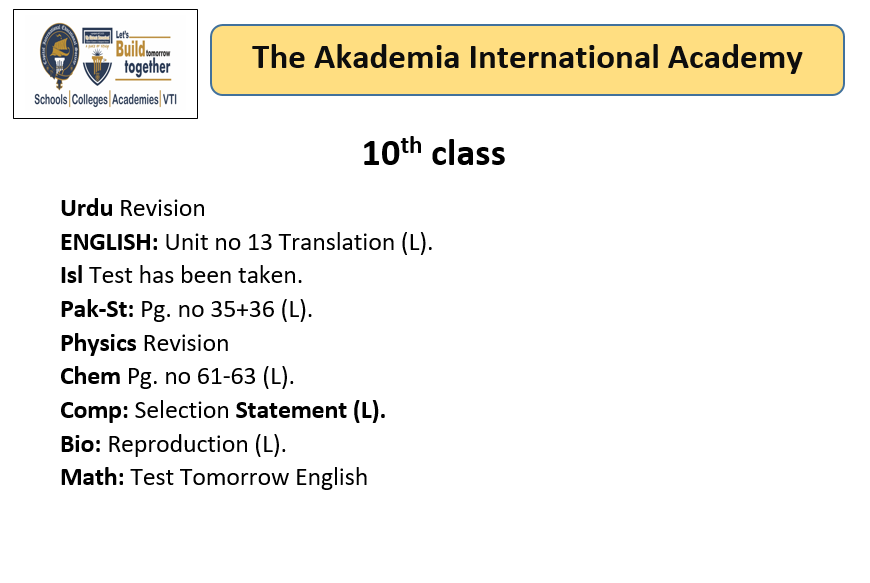 Let's
Build tomorrow
together
Schools|Colleges|Academies|VTI
The Akademia International Academy
10th class
Urdu Revision
ENGLISH: Unit no 13 Translation (L).
Isl Test has been taken.
Pak-St: Pg. no 35+36 (L).
Physics Revision
Chem Pg. no 61-63 (L).
Comp: Selection Statement (L).
Bio: Reproduction (L).
Math: Test Tomorrow English